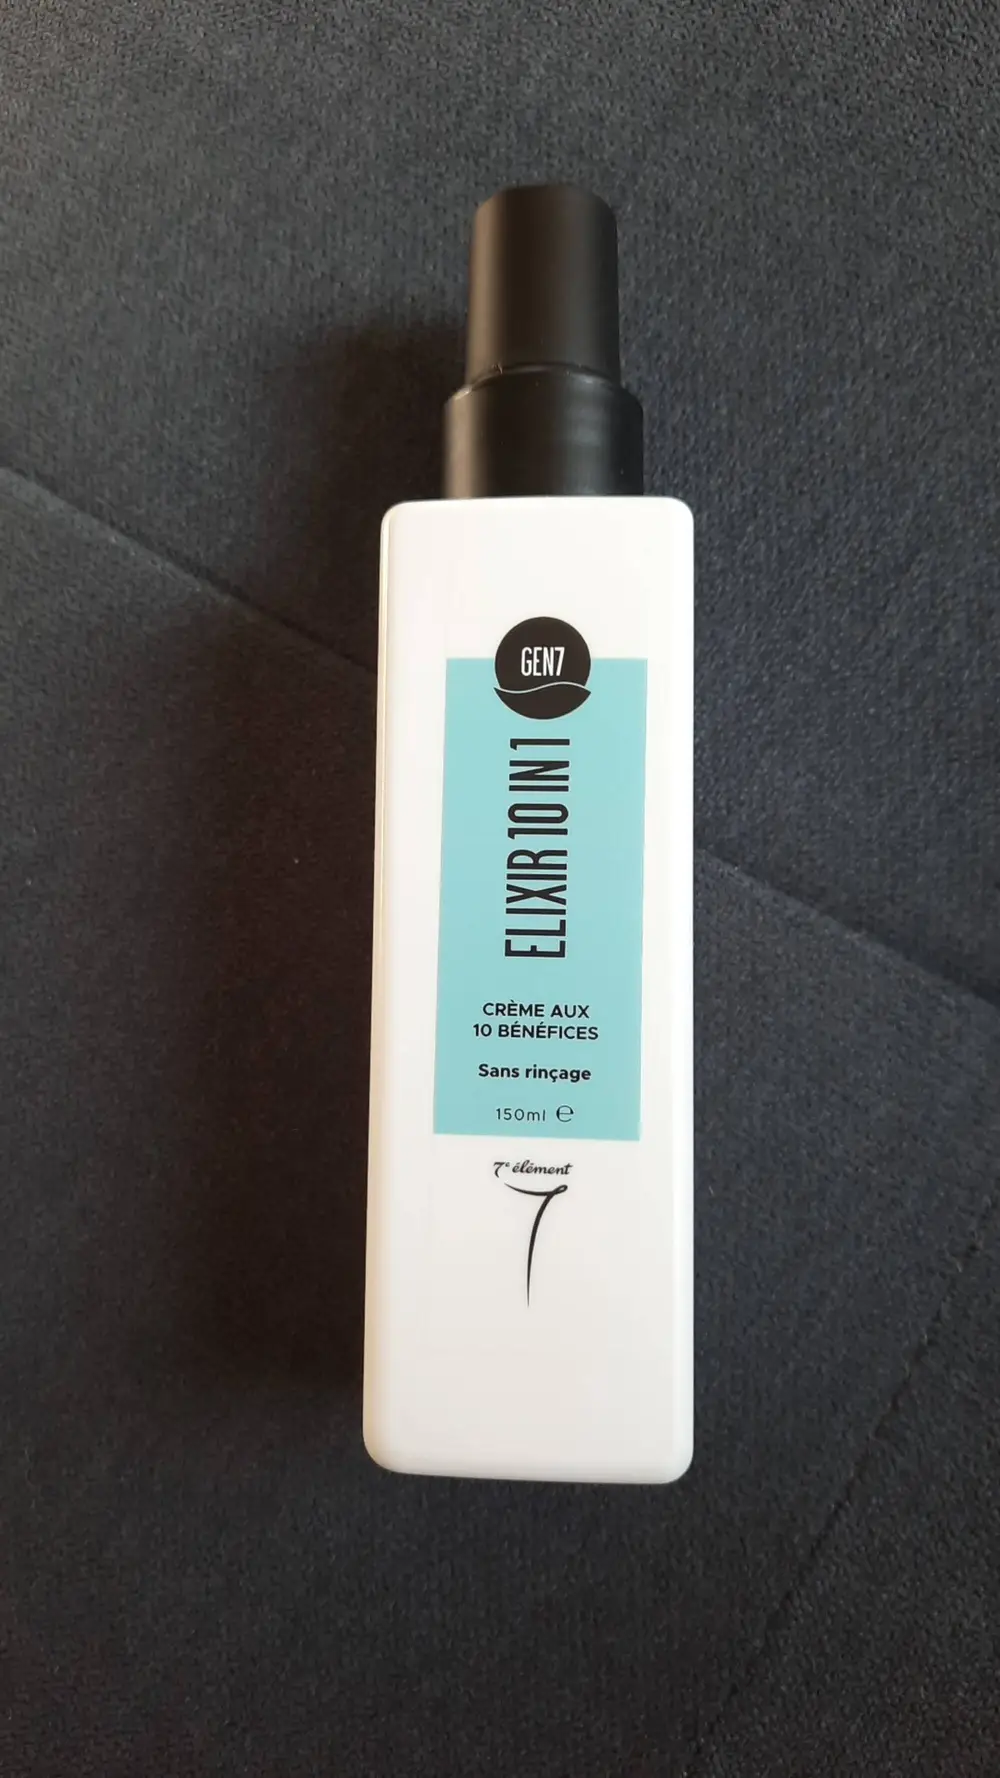 GEN7
ELIXIR 10 IN 1
CRÈME AUX
10 BÉNÉFICES
Sans rinçage
150ml ℮
7e élément
7